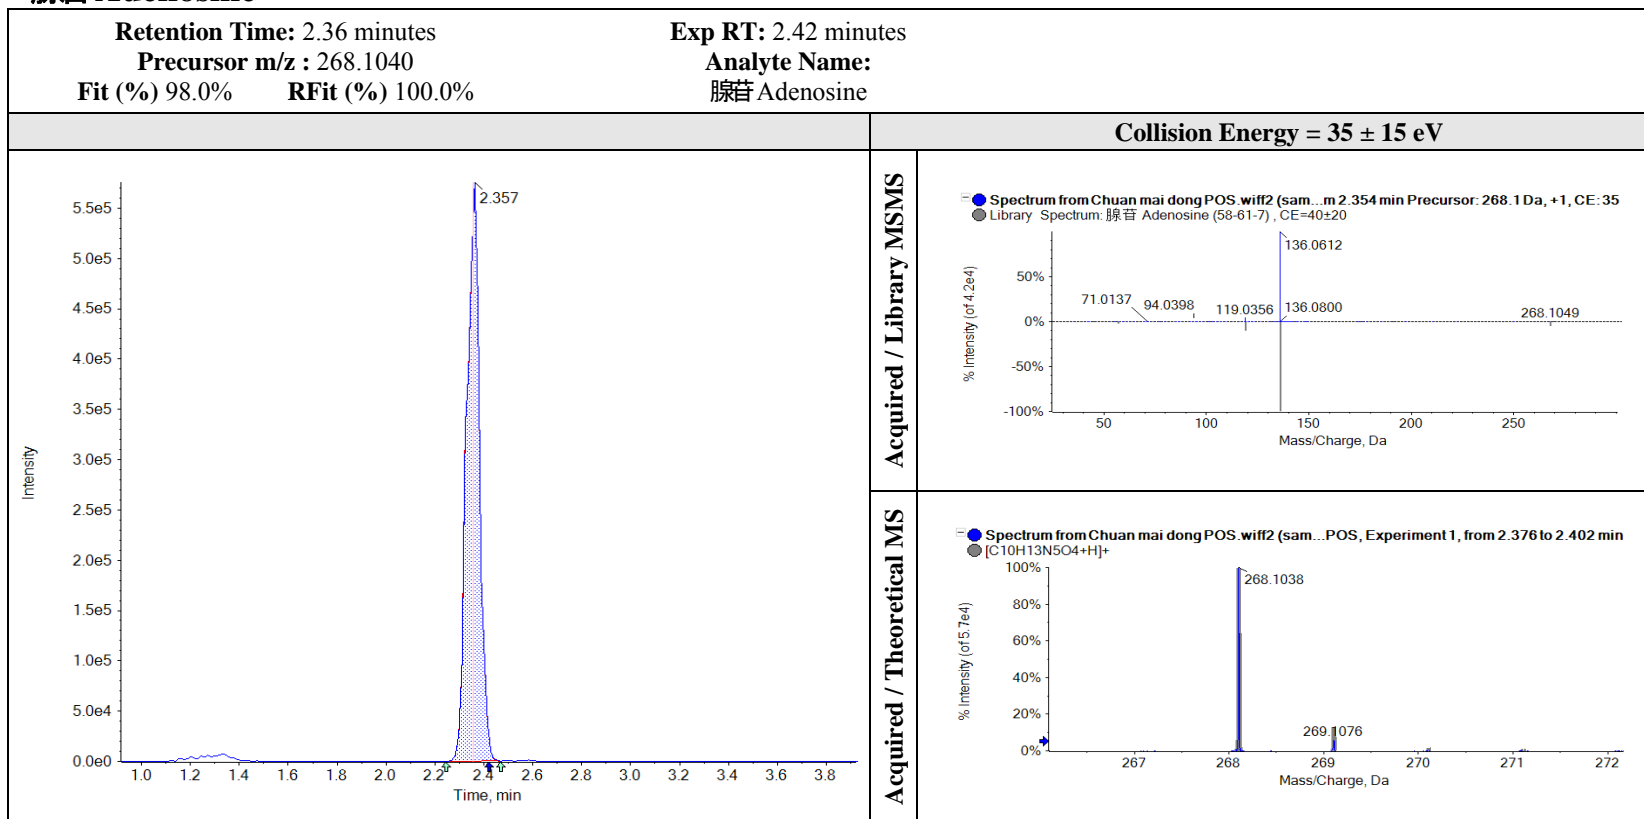 Retention Time: 2.36 minutes
Exp RT: 2.42 minutes
Precursor m/z : 268.1040
Analyte Name:
Fit (%) 98.0% RFit (%) 100.0%
腺苷Adenosine
Collision Energy = 35 ± 15 eV
Intensity
5.5e5
5.0e5
4.5e5
4.0e5
3.5e5
3.0e5
2.5e5
2.0e5
1.5e5
1.0e5
5.0e4
0.0e0
2.357
1.0 1.2 1.4 1.6 1.8 2.0 2.2 2.4 2.6 2.8 3.0 3.2 3.4 3.6 3.8
Time, min
Acquired / Library MSMS
Spectrum from Chuan mai dong POS.wiff2 (sam...m 2.354 min Precursor: 268.1 Da, +1, CE: 35
Library Spectrum: 腺苷 Adenosine (58-61-7) , CE=40±20
% Intensity (of 4.2e4)
50%
0%
-50%
-100%
136.0612
71.0137
94.0398
119.0356
136.0800
268.1049
50 100 150 200 250
Mass/Charge, Da
Acquired / Theoretical MS
Spectrum from Chuan mai dong POS.wiff2 (sam...POS, Experiment 1, from 2.376 to 2.402 min
[C10H13N5O4+H]+
% Intensity (of 5.7e4)
100%
80%
60%
40%
20%
0%
268.1038
269.1076
267 268 269 270 271 272
Mass/Charge, Da